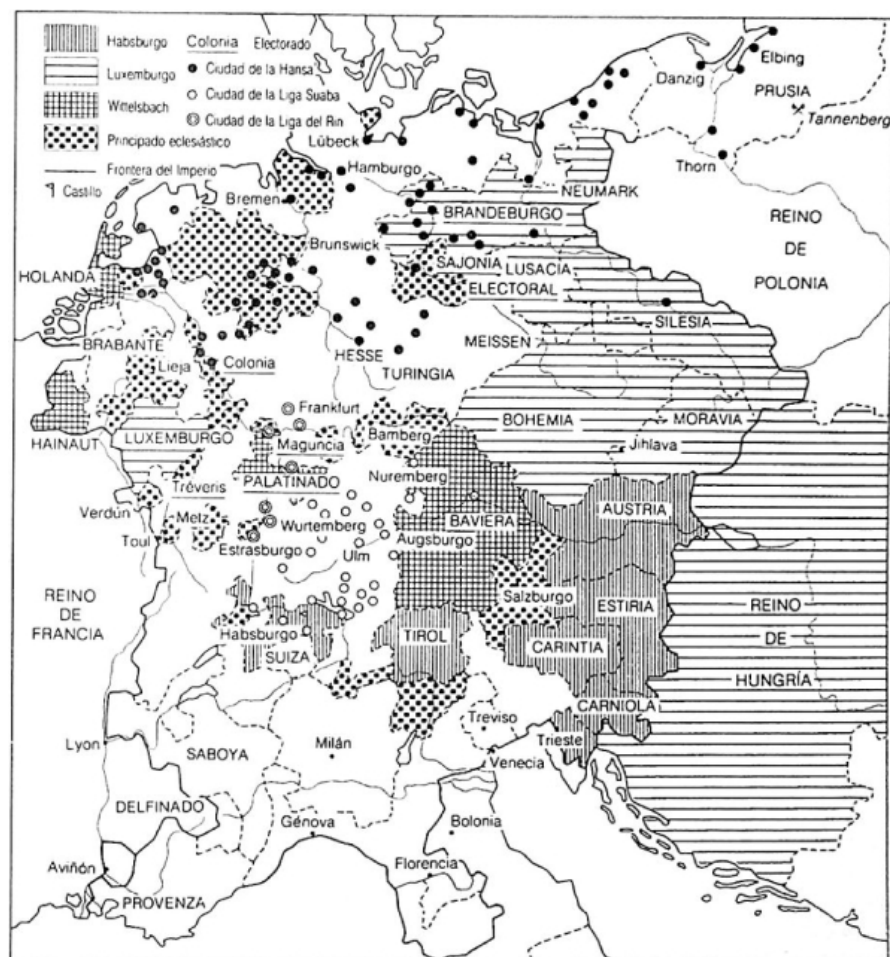 Habsburgo
Luxemburgo
Wittelsbach
Principado eclesiástico
Frontera del Imperio
Castillo
Colonia Electorado
Ciudad de la Hansa
Ciudad de la Liga Suaba
Ciudad de la Liga del Rin
Danzig
Elbing
PRUSIA
Tannenberg
Thorn
Lübeck
Hamburgo
NEUMARK
Bremen
BRANDEBURGO
REINO
DE
POLONIA
Brunswick
SAJONIA
ELECTORAL
LUSACIA
HOLANDA
SILESIA
BRABANTE
MEISSEN
HESSE
Lieja
Colonia
TURINGIA
Frankfurt
BOHEMIA
MORAVIA
HAINAUT
LUXEMBURGO
Maguncia
Bamberg
Jihlava
Nuremberg
Tréveris
PALATINADO
Verdún
AUSTRIA
Metz
Wurtemberg
BAVIERA
Toul
Estrasburgo
Ulm
Augsburgo
REINO
DE
FRANCIA
Salzburgo
ESTIRIA
REINO
DE
HUNGRÍA
Habsburgo
SUIZA
TIROL
CARINTIA
CARNIOLA
Treviso
Trieste
Lyon
SABOYA
Milán
Venecia
DELFINADO
Génova
Bolonia
Aviñón
Florencia
PROVENZA